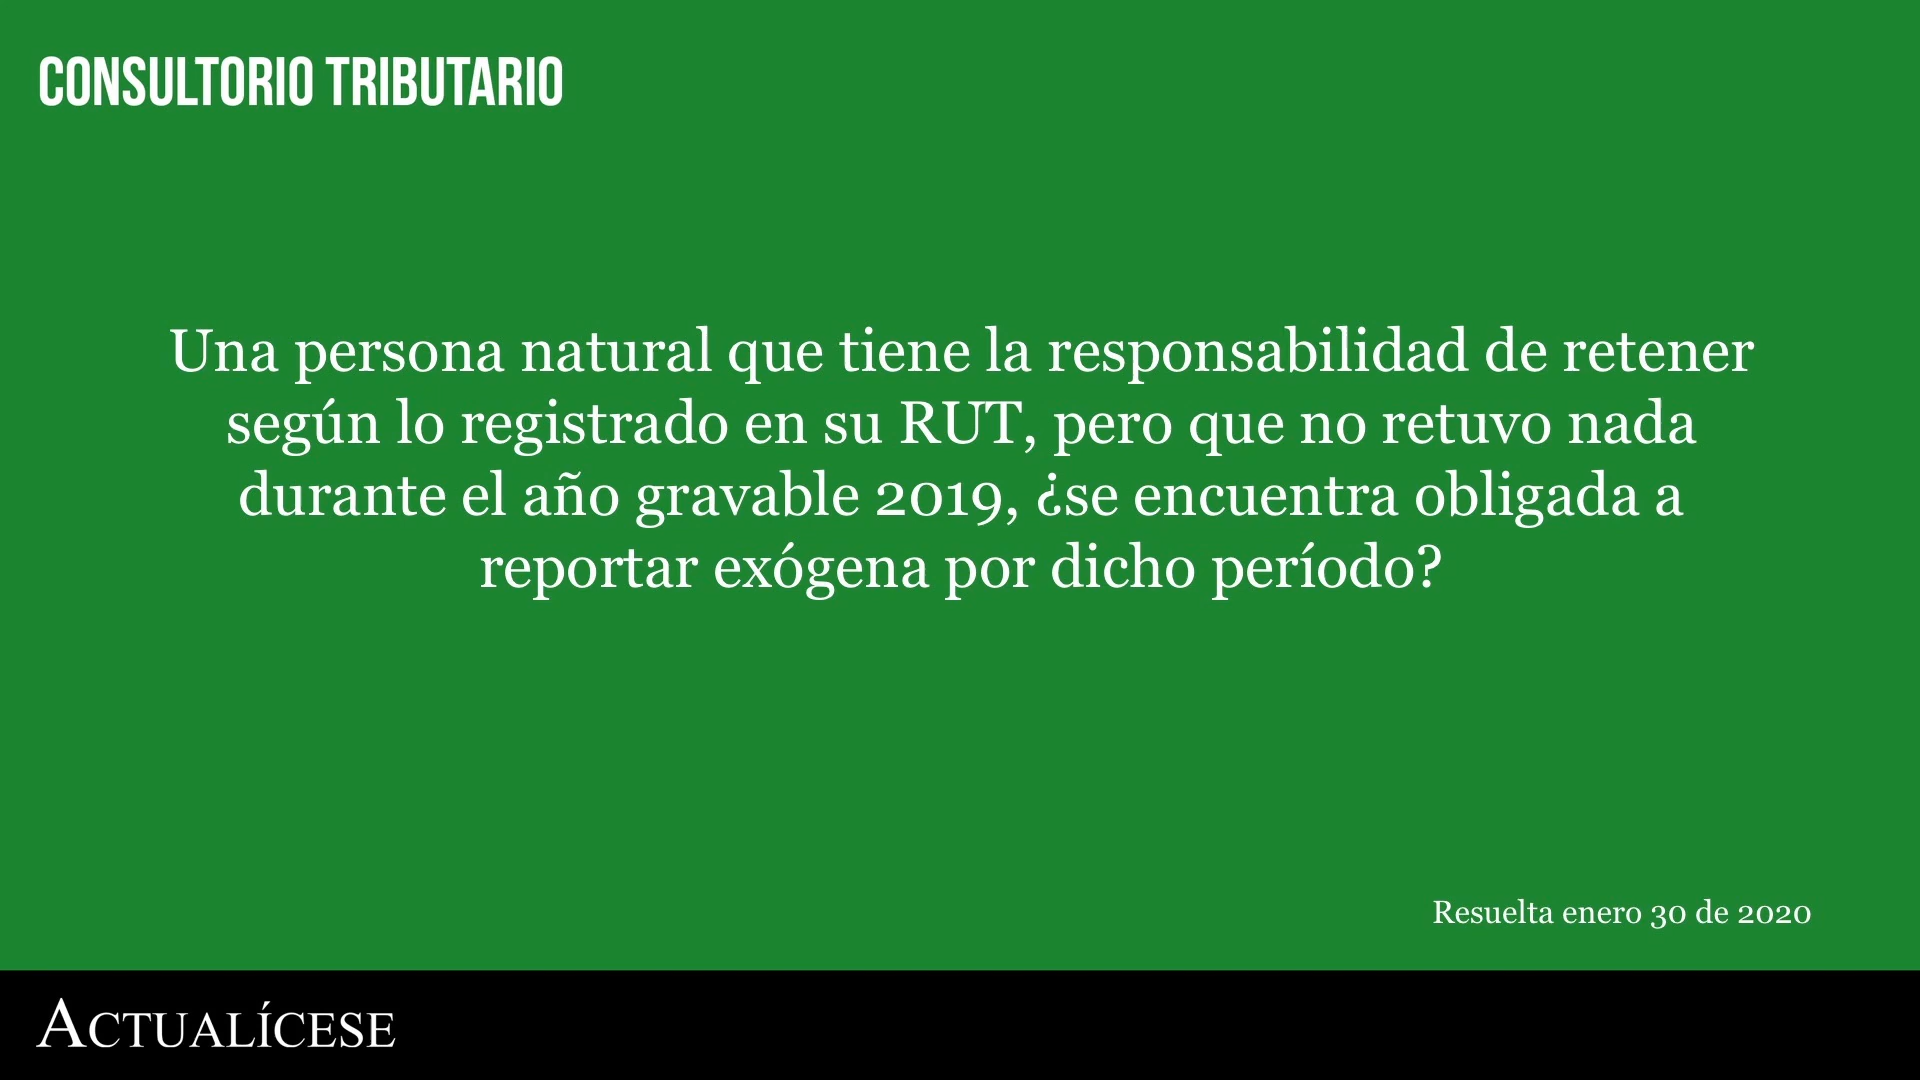 CONSULTORIO TRIBUTARIO
Una persona natural que tiene la responsabilidad de retener
según lo registrado en su RUT, pero que no retuvo nada
durante el año gravable 2019, ¿se encuentra obligada a
reportar exógena por dicho período?
Resuelta enero 30 de 2020
ACTUALÍCESE